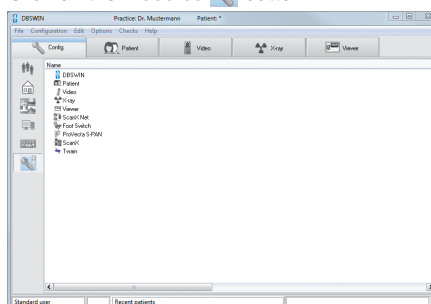 DBSWIN Practice: Dr. Mustermann Patient: *
File Configuration Edit Options Checks Help
Config. Patient Video X-ray Viewer
Name
DBSWIN
Patient
Video
X-ray
Viewer
ScanX Net
Foot Switch
ProVecta S-PAN
ScanX
Twain
Standard user Recent patients